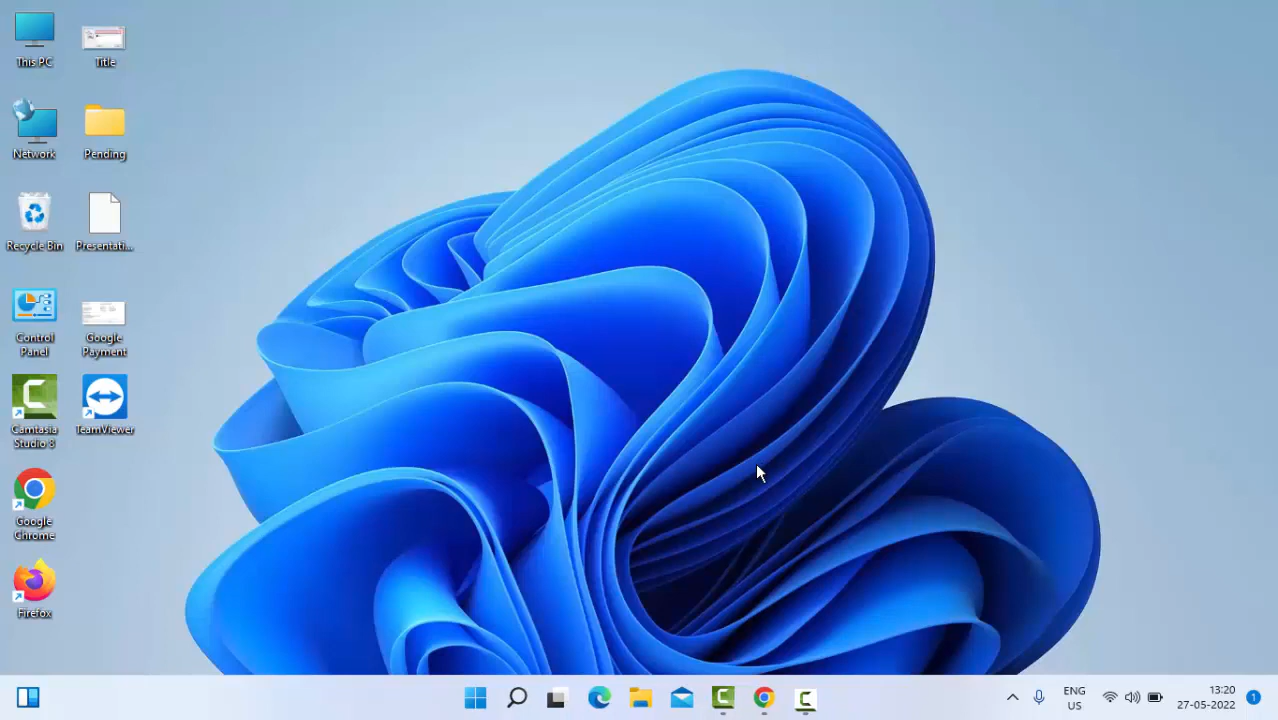 This PC
Title
Network
Pending
Recycle Bin
Presentati...
Control
Panel
Google
Payment
Camtasia
Studio 8
TeamViewer
Google
Chrome
Firefox
ENG
US
13:20
27-05-2022
1